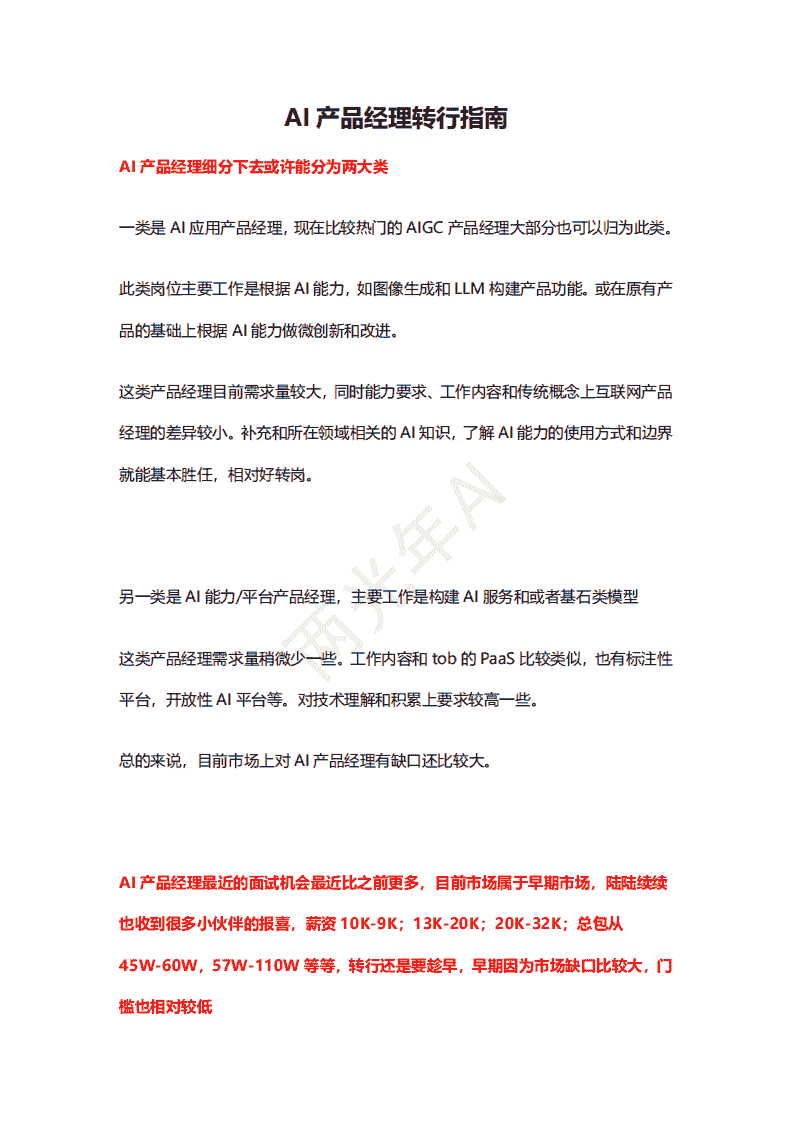 AI 产品经理转行指南
AI 产品经理细分下去或许能分为两大类
一类是 AI 应用产品经理，现在比较热门的 AIGC 产品经理大部分也可以归为此类。
此类岗位主要工作是根据 AI 能力，如图像生成和 LLM 构建产品功能。或在原有产
品的基础上根据 AI 能力做微创新和改进。
这类产品经理目前需求量较大，同时能力要求、工作内容和传统概念上互联网产品
经理的差异较小。补充和所在领域相关的 AI 知识，了解 AI 能力的使用方式和边界
就能基本胜任，相对好转岗。
两光年AI
另一类是 AI 能力/平台产品经理，主要工作是构建 AI 服务和或者基石类模型
这类产品经理需求量稍微少一些。工作内容和 tob 的 PaaS 比较类似，也有标注性
平台，开放性 AI 平台等。对技术理解和积累上要求较高一些。
总的来说，目前市场上对 AI 产品经理有缺口还比较大。
AI 产品经理最近的面试机会最近比之前更多，目前市场属于早期市场，陆陆续续
也收到很多小伙伴的报喜，薪资 10K-9K；13K-20K；20K-32K；总包从
45W-60W，57W-110W 等等，转行还是要趁早，早期因为市场缺口比较大，门
槛也相对较低